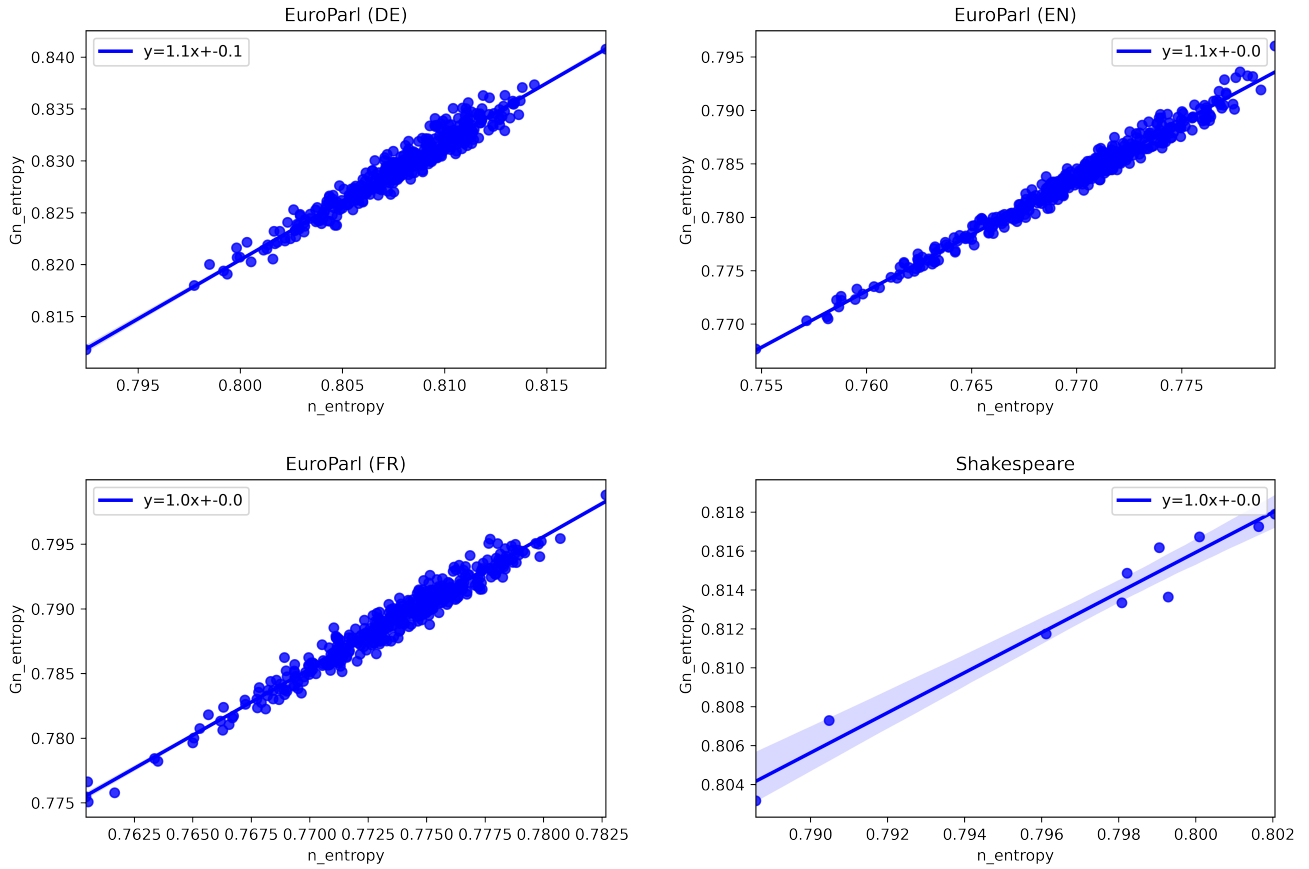 EuroParl (DE)
y=1.1x+-0.1
0.840
0.835
0.830
0.825
0.820
0.815
Gn_entropy
0.795 0.800 0.805 0.810 0.815
n_entropy
EuroParl (EN)
y=1.1x+-0.0
0.795
0.790
0.785
0.780
0.775
0.770
Gn_entropy
0.755 0.760 0.765 0.770 0.775
n_entropy
EuroParl (FR)
y=1.0x+-0.0
0.795
0.790
0.785
0.780
0.775
Gn_entropy
0.7625 0.7650 0.7675 0.7700 0.7725 0.7750 0.7775 0.7800 0.7825
n_entropy
Shakespeare
y=1.0x+-0.0
0.818
0.816
0.814
0.812
0.810
0.808
0.806
0.804
Gn_entropy
0.790 0.792 0.794 0.796 0.798 0.800 0.802
n_entropy